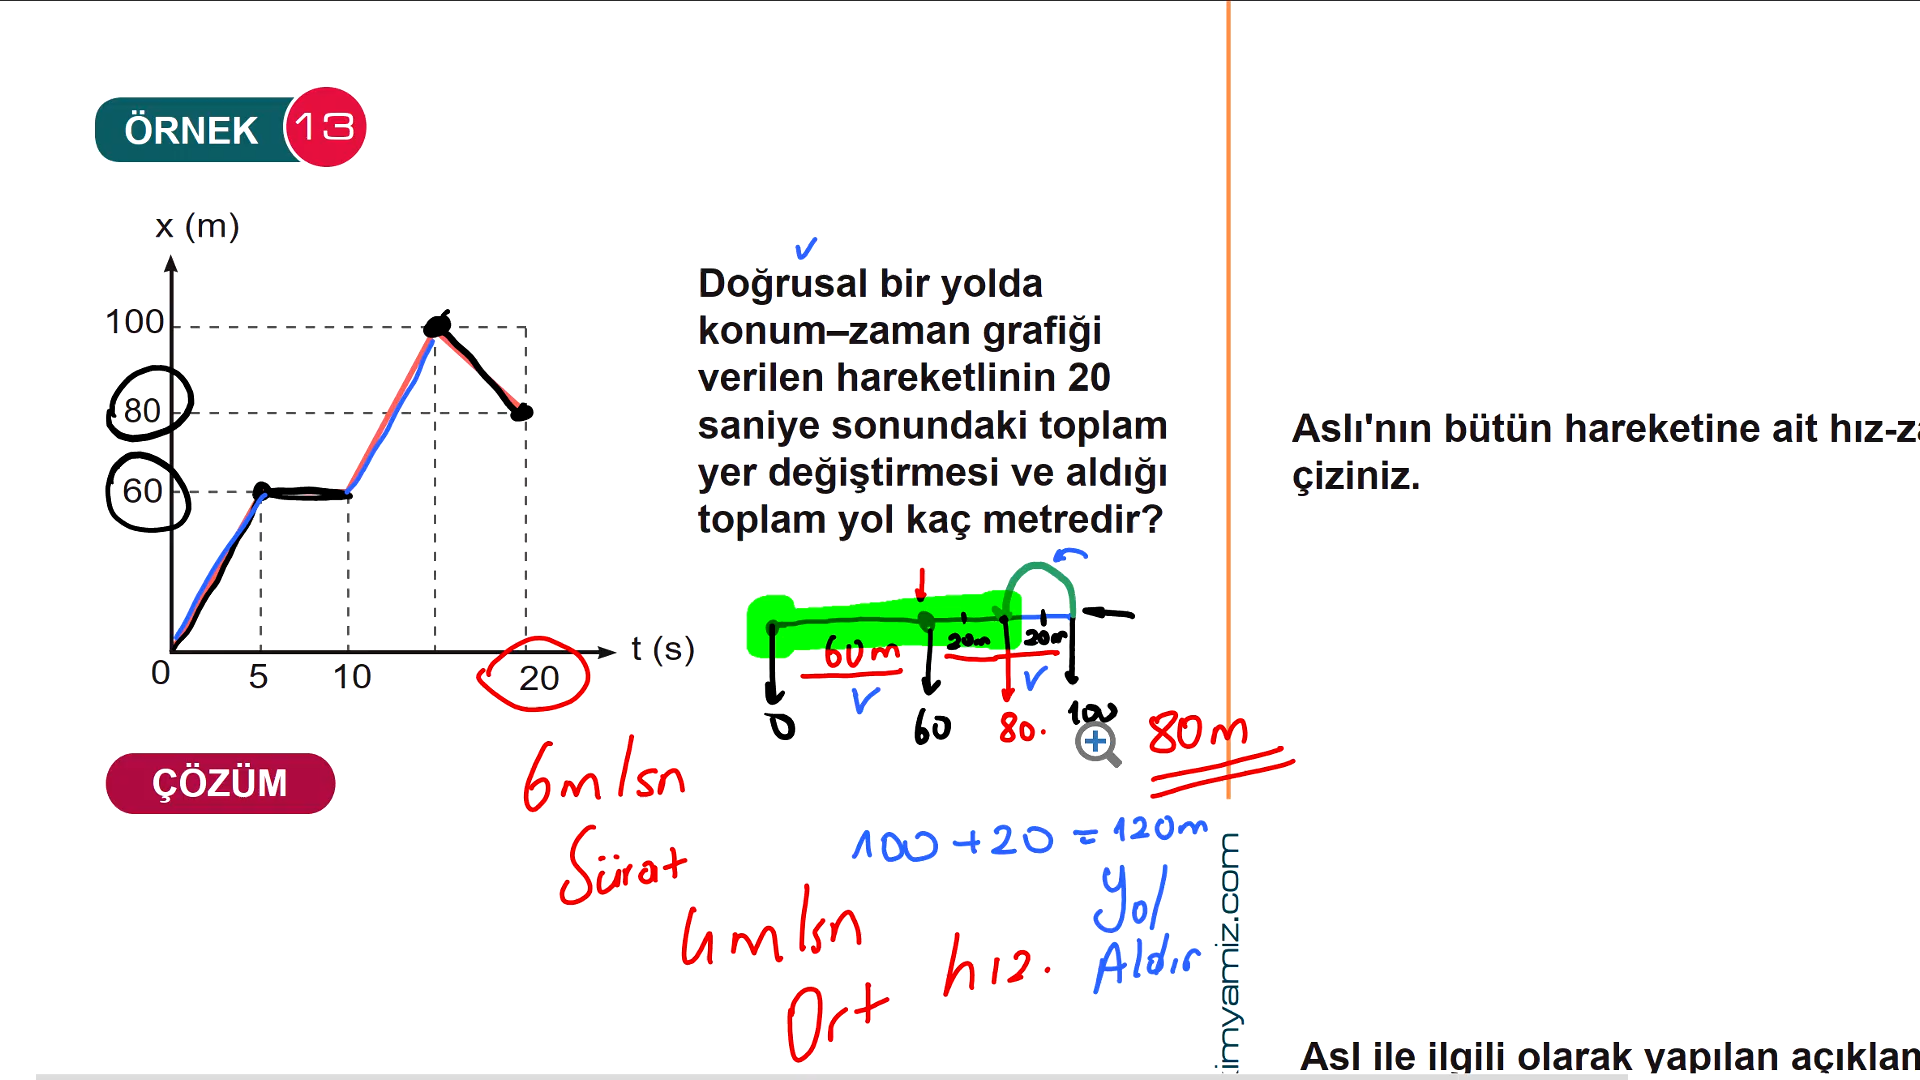 ÖRNEK 13
x (m)
100
80
60
0
5
10
20
t (s)
Doğrusal bir yolda
konum–zaman grafiği
verilen hareketlinin 20
saniye sonundaki toplam
yer değiştirmesi ve aldığı
toplam yol kaç metredir?
60m
20m
20m
0
60
80.
100
80m
ÇÖZÜM
6m/sn
Sürat
100+20=120m
Yol
Aldır
4m/sn
Ort hız.
Aslı'nın bütün hareketine ait hız-za
çiziniz.
imyamiz.com
Asl ile ilgili olarak yapılan açıklan